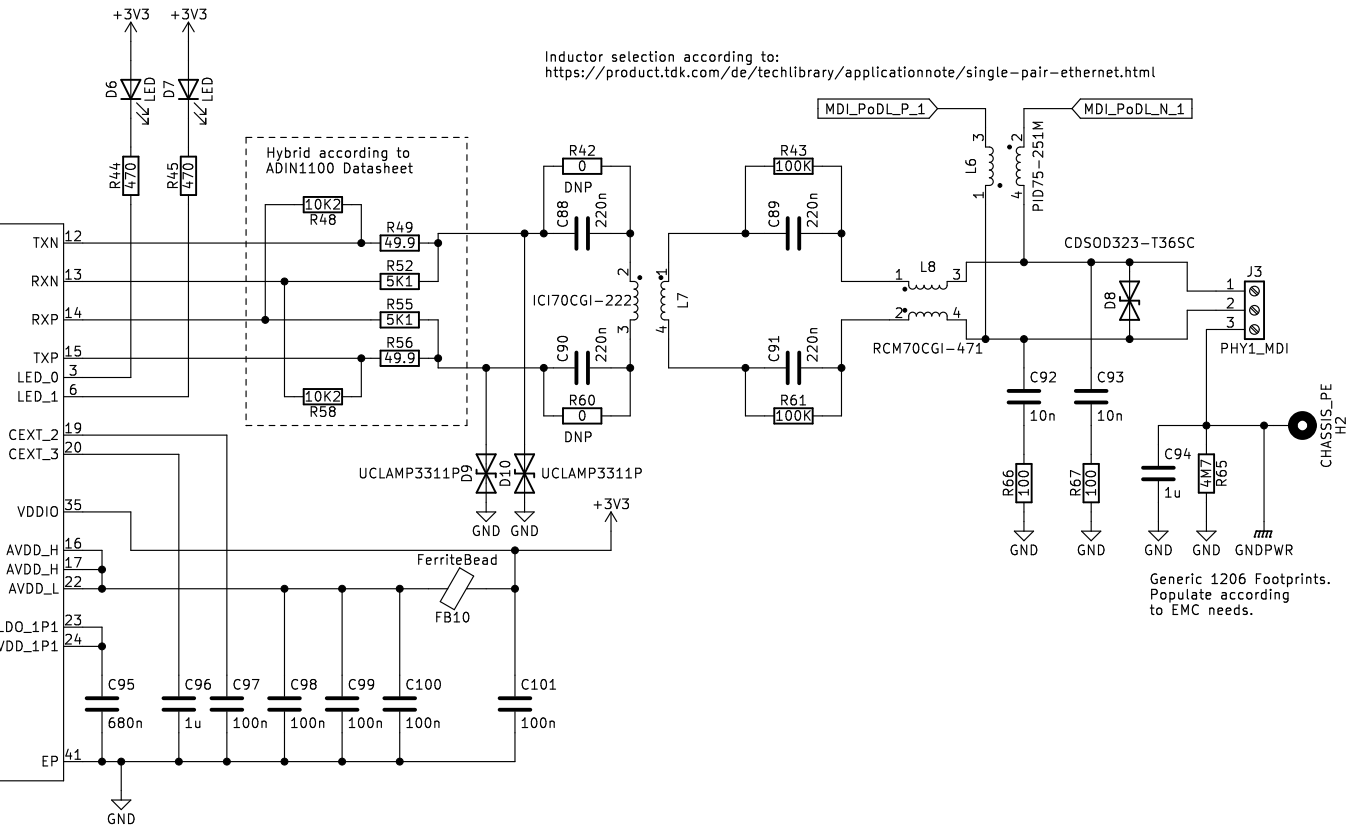 +3V3
+3V3
D6
LED
D7
LED
R44
470
R45
470
Inductor selection according to:
https://product.tdk.com/de/techlibrary/applicationnote/single-pair-ethernet.html
MDI_PoDL_P_1
MDI_PoDL_N_1
L6
3
1
2
4
PID75-251M
Hybrid according to
ADIN1100 Datasheet
10K2
R48
R49
49.9
R52
5K1
R55
5K1
R56
49.9
10K2
R58
R42
0
DNP
C88
220n
ICI70CGI-222
2
3
1
4
L7
C90
220n
R60
0
DNP
R43
100K
C89
220n
C91
220n
R61
100K
1
L8
3
2
4
RCM70CGI-471
CDSOD323-T36SC
D8
J3
1
2
3
PHY1_MDI
C92
10n
C93
10n
R66
100
R67
100
GND
GND
C94
1u
4M7
R65
GND
GND
GNDPWR
CHASSIS_PE
H2
Generic 1206 Footprints.
Populate according
to EMC needs.
TXN
12
RXN
13
RXP
14
TXP
15
LED_0
3
LED_1
6
CEXT_2
19
CEXT_3
20
VDDIO
35
AVDD_H
16
AVDD_H
17
AVDD_L
22
LDO_1P1
23
VDD_1P1
24
EP
41
UCLAMP3311P
D9
D10
UCLAMP3311P
GND
GND
+3V3
FerriteBead
FB10
C95
680n
C96
1u
C97
100n
C98
100n
C99
100n
C100
100n
C101
100n
GND